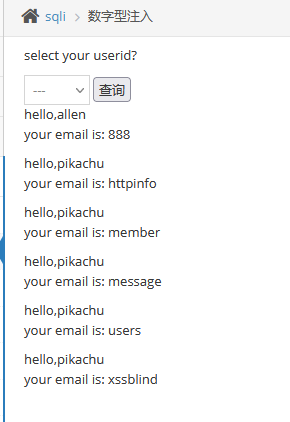 sqli > 数字型注入
select your userid?
--- 查询
hello,allen
your email is: 888
hello,pikachu
your email is: httpinfo
hello,pikachu
your email is: member
hello,pikachu
your email is: message
hello,pikachu
your email is: users
hello,pikachu
your email is: xssblind